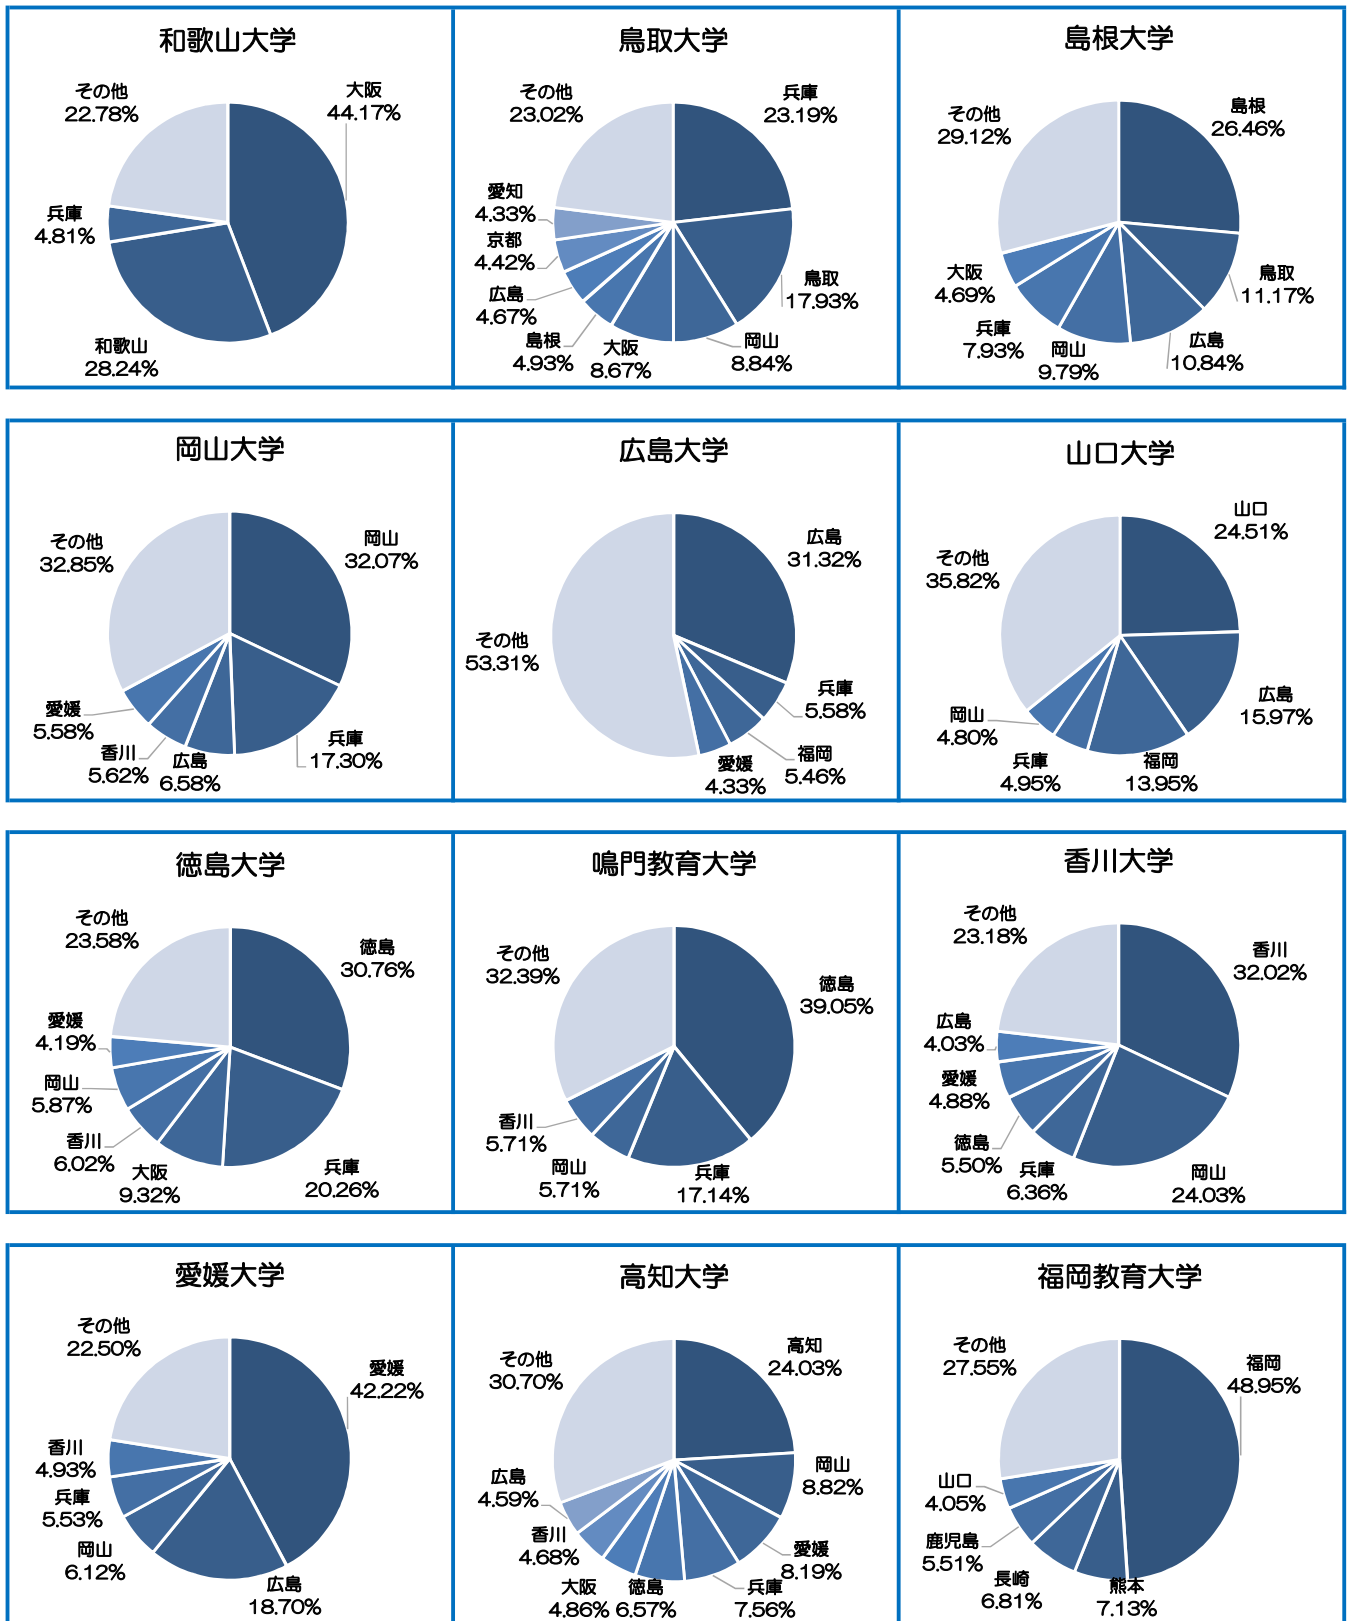 和歌山大学
大阪
44.17%
和歌山
28.24%
兵庫
4.81%
その他
22.78%
鳥取大学
兵庫
23.19%
鳥取
17.93%
岡山
8.84%
大阪
8.67%
島根
4.93%
広島
4.67%
京都
4.42%
愛知
4.33%
その他
23.02%
島根大学
島根
26.46%
鳥取
11.17%
広島
10.84%
岡山
9.79%
兵庫
7.93%
大阪
4.69%
その他
29.12%
岡山大学
岡山
32.07%
兵庫
17.30%
広島
6.58%
香川
5.62%
愛媛
5.58%
その他
32.85%
広島大学
広島
31.32%
兵庫
5.58%
福岡
5.46%
愛媛
4.33%
その他
53.31%
山口大学
山口
24.51%
広島
15.97%
福岡
13.95%
兵庫
4.95%
岡山
4.80%
その他
35.82%
徳島大学
徳島
30.76%
兵庫
20.26%
大阪
9.32%
香川
6.02%
岡山
5.87%
愛媛
4.19%
その他
23.58%
鳴門教育大学
徳島
39.05%
兵庫
17.14%
岡山
5.71%
香川
5.71%
その他
32.39%
香川大学
香川
32.02%
岡山
24.03%
兵庫
6.36%
徳島
5.50%
愛媛
4.88%
広島
4.03%
その他
23.18%
愛媛大学
愛媛
42.22%
広島
18.70%
岡山
6.12%
兵庫
5.53%
香川
4.93%
その他
22.50%
高知大学
高知
24.03%
岡山
8.82%
愛媛
8.19%
兵庫
7.56%
徳島
6.57%
大阪
4.86%
香川
4.68%
広島
4.59%
その他
30.70%
福岡教育大学
福岡
48.95%
熊本
7.13%
長崎
6.81%
鹿児島
5.51%
山口
4.05%
その他
27.55%